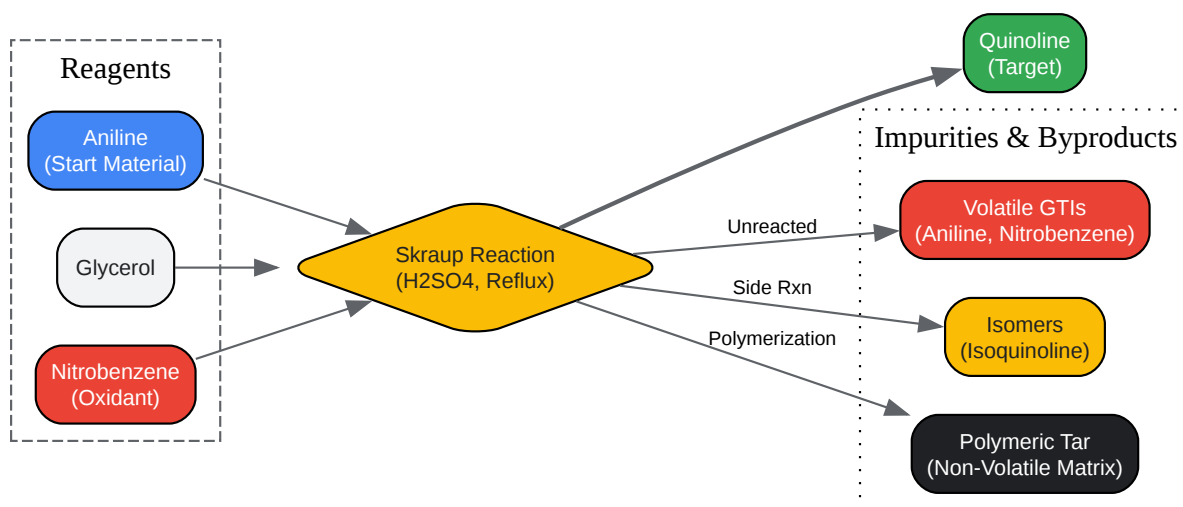 Reagents
Aniline
(Start Material)
Glycerol
Nitrobenzene
(Oxidant)
Skraup Reaction
(H2SO4, Reflux)
Quinoline
(Target)
Impurities & Byproducts
Unreacted
Volatile GTIs
(Aniline, Nitrobenzene)
Side Rxn
Isomers
(Isoquinoline)
Polymerization
Polymeric Tar
(Non-Volatile Matrix)